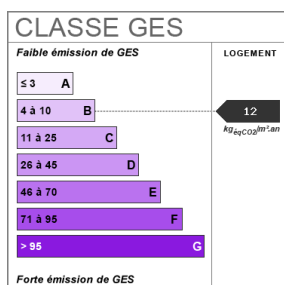 CLASSE GES
Faible émission de GES
LOGEMENT
≤ 3 A
4 à 10 B
12
kgéqCO2/m².an
11 à 25 C
26 à 45 D
46 à 70 E
71 à 95 F
> 95 G
Forte émission de GES